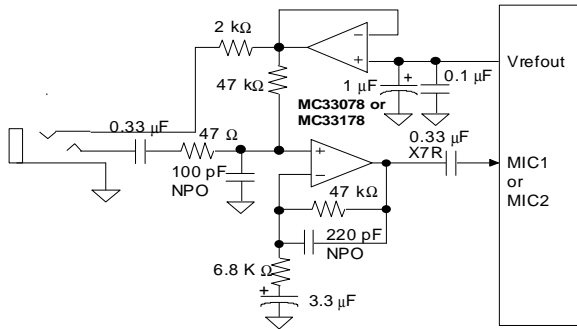 2 kΩ
−
+
47 kΩ
1 μF
+
0.1 μF
Vrefout
MC33078 or
MC33178
0.33 μF
47 Ω
+
−
0.33 μF
X7R
MIC1
or
MIC2
100 pF
NPO
47 kΩ
220 pF
NPO
6.8 K Ω
+
3.3 μF